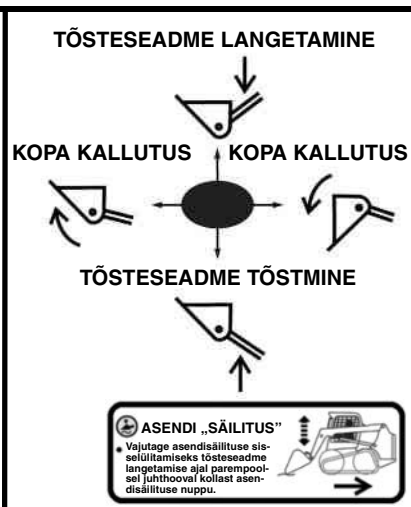 TÕSTESEADME LANGETAMINE
KOPA KALLUTUS KOPA KALLUTUS
TÕSTESEADME TÕSTMINE
ASENDI „SÄILITUS"
• Vajutage asendisäilituse sis-
selülitamiseks tõsteseadme
langetamise ajal parempool-
sel juhthooval kollast asen-
disäilituse nuppu.